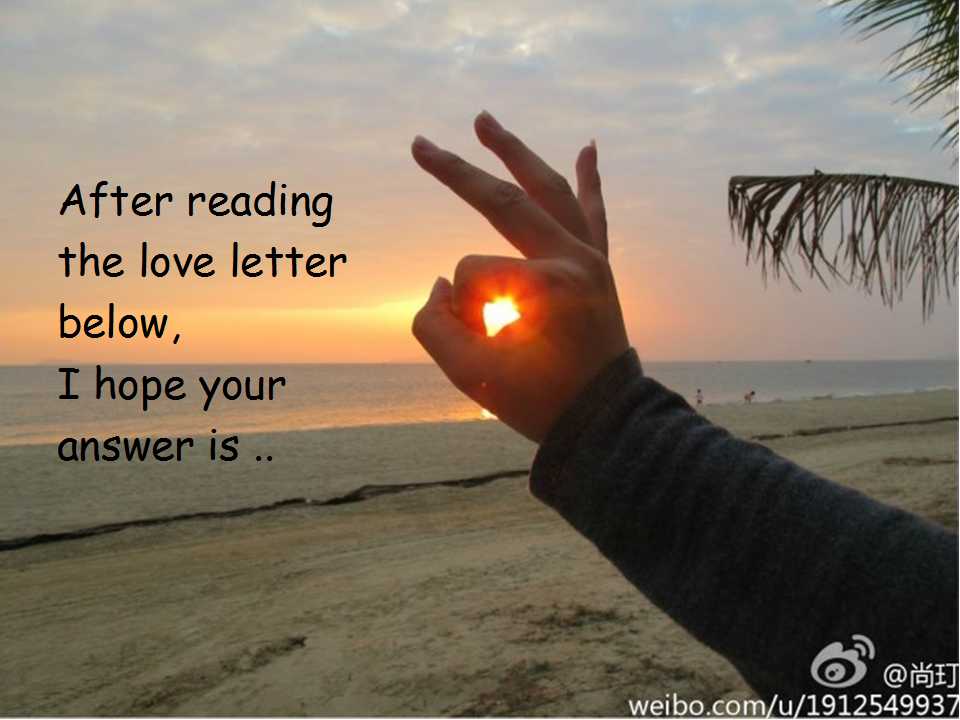 After reading
the love letter
below,
I hope your
answer is ..
@尚玎
weibo.com/u/1912549937